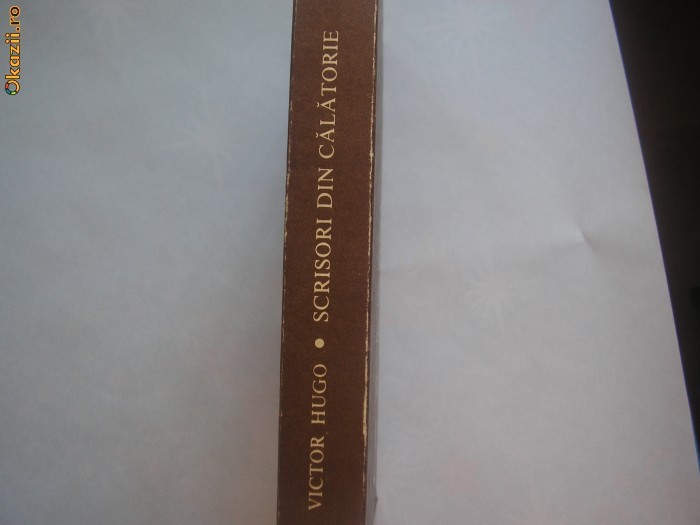 Okazii.ro
VICTOR HUGO • SCRISORI DIN CĂLĂTORIE